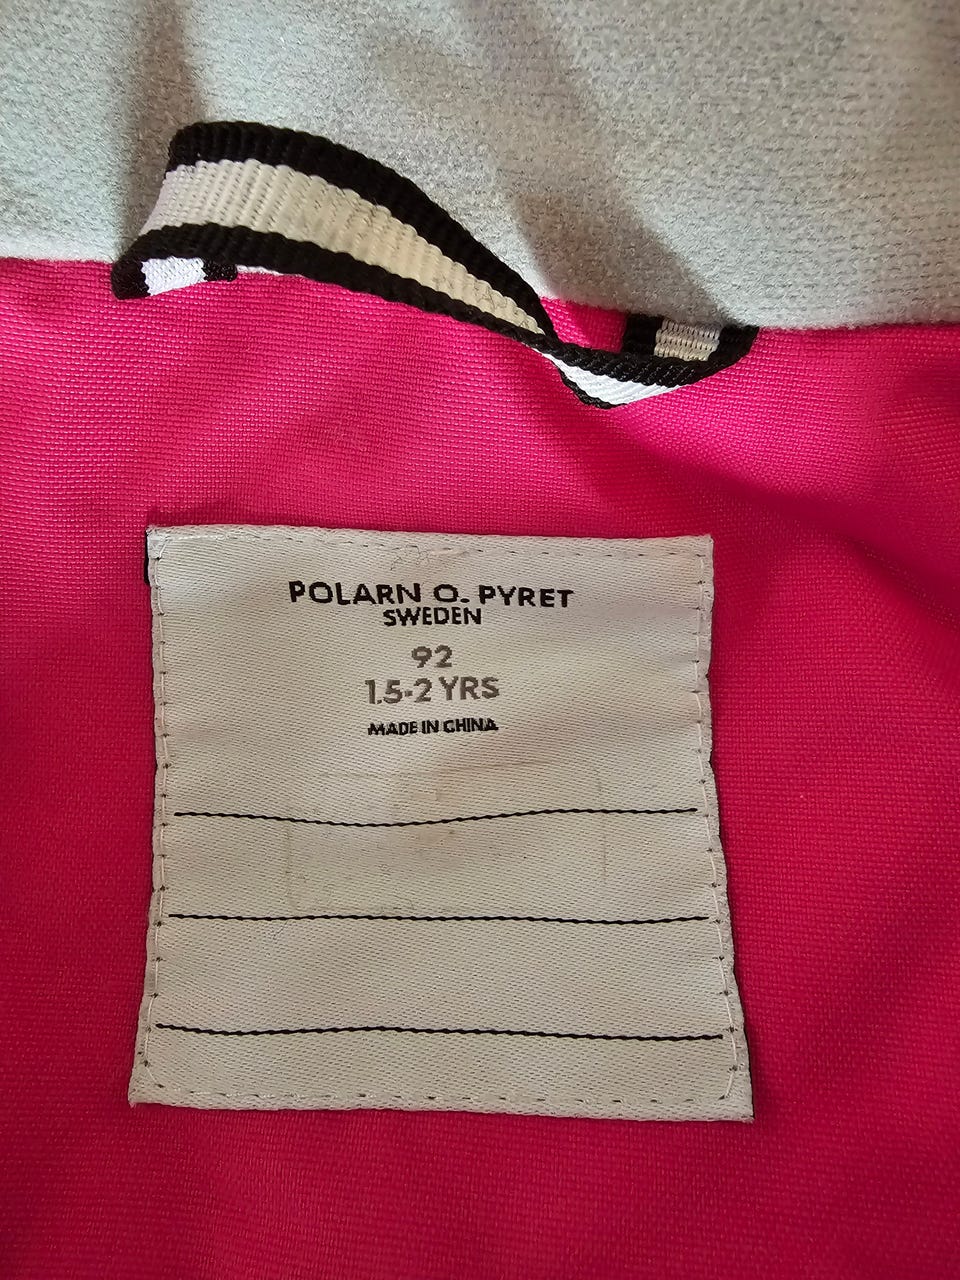 POLARN O. PYRET
SWEDEN
92
1.5-2 YRS
MADE IN CHINA